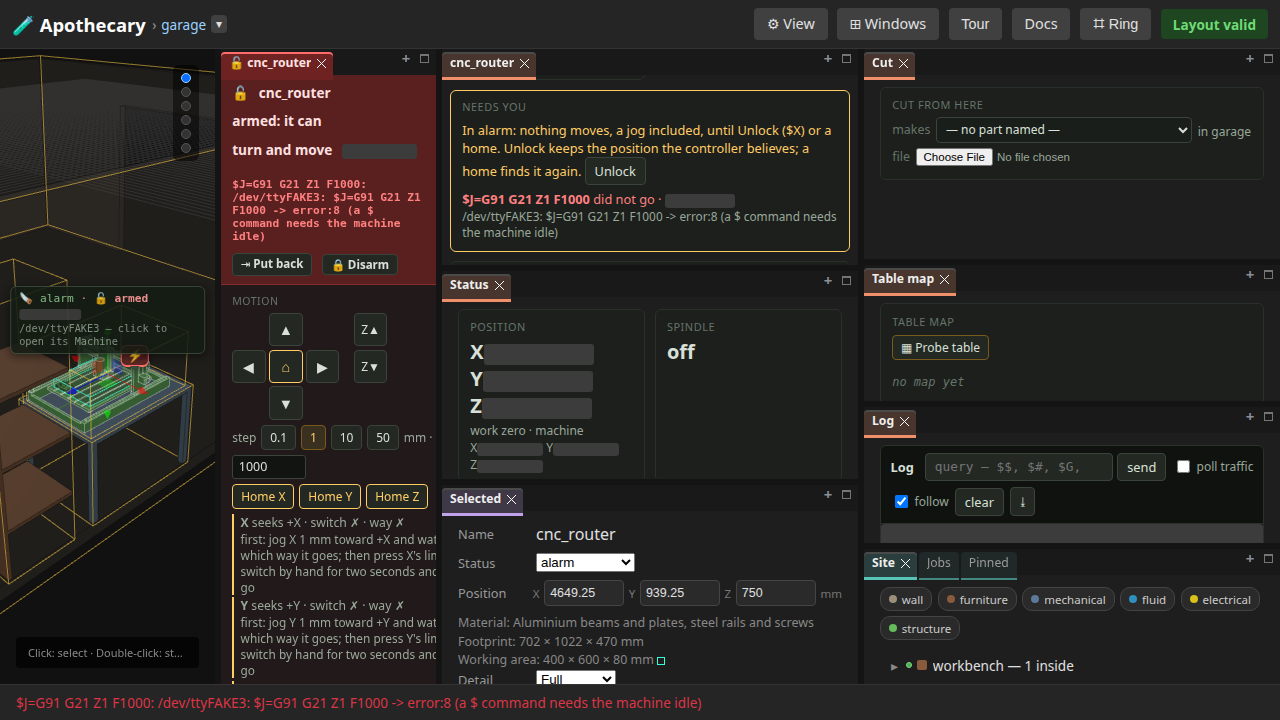 🧪 Apothecary › garage ▾
⚙ View
⊞ Windows
Tour
Docs
⌗ Ring
Layout valid
alarm · 🔒 armed
/dev/ttyFAKE3 — click to
open its Machine
Click: select · Double-click: st…
🔓 cnc_router
🔓 cnc_router
armed: it can
turn and move
$J=G91 G21 Z1 F1000:
/dev/ttyFAKE3: $J=G91 G21 Z1
F1000 -> error:8 (a $
command needs the machine
idle)
⇥ Put back
🔒 Disarm
MOTION
▲ Z▲
◀ ⌂ ▶ Z▼
▼
step 0.1 1 10 50 mm ·
1000
Home X Home Y Home Z
X seeks +X · switch ✗ · way ✗
first: jog X 1 mm toward +X and wat
which way it goes; then press X's lin
switch by hand for two seconds and
go
Y seeks +Y · switch ✗ · way ✗
first: jog Y 1 mm toward +Y and wat
which way it goes; then press Y's lin
switch by hand for two seconds and
go
cnc_router
NEEDS YOU
In alarm: nothing moves, a jog included, until Unlock ($X) or a
home. Unlock keeps the position the controller believes; a
home finds it again. Unlock
$J=G91 G21 Z1 F1000 did not go ·
/dev/ttyFAKE3: $J=G91 G21 Z1 F1000 -> error:8 (a $ command needs
the machine idle)
Status
POSITION
X
Y
Z
work zero · machine
X Y
Z
SPINDLE
off
Selected
Name cnc_router
Status alarm
Position X 4649.25 Y 939.25 Z 750 mm
Material: Aluminium beams and plates, steel rails and screws
Footprint: 702 × 1022 × 470 mm
Working area: 400 × 600 × 80 mm
Detail Full
Cut
CUT FROM HERE
makes — no part named — in garage
file Choose File No file chosen
Table map
TABLE MAP
▦ Probe table
no map yet
Log
Log query — $$, $#, $G, send poll traffic
follow clear ⭳
Site Jobs Pinned
wall furniture mechanical fluid electrical
structure
▸ workbench — 1 inside
$J=G91 G21 Z1 F1000: /dev/ttyFAKE3: $J=G91 G21 Z1 F1000 -> error:8 (a $ command needs the machine idle)